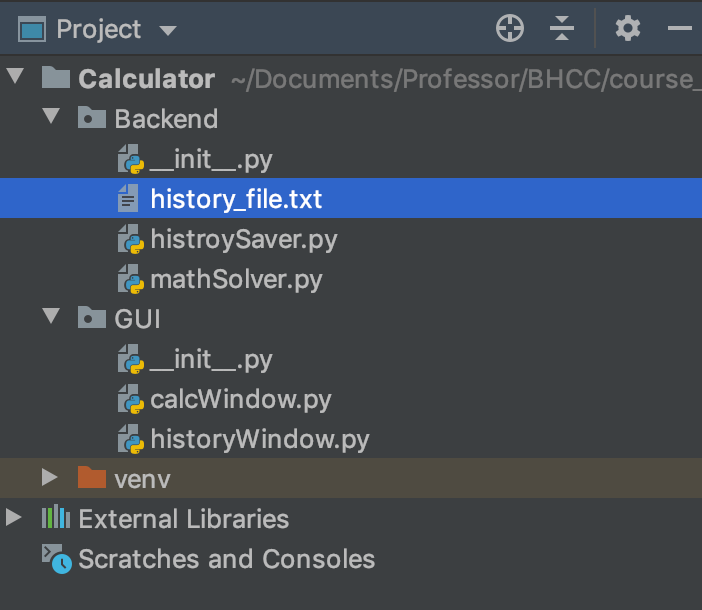 Project
Calculator ~/Documents/Professor/BHCC/course_
Backend
__init__.py
history_file.txt
histroySaver.py
mathSolver.py
GUI
__init__.py
calcWindow.py
historyWindow.py
venv
External Libraries
Scratches and Consoles